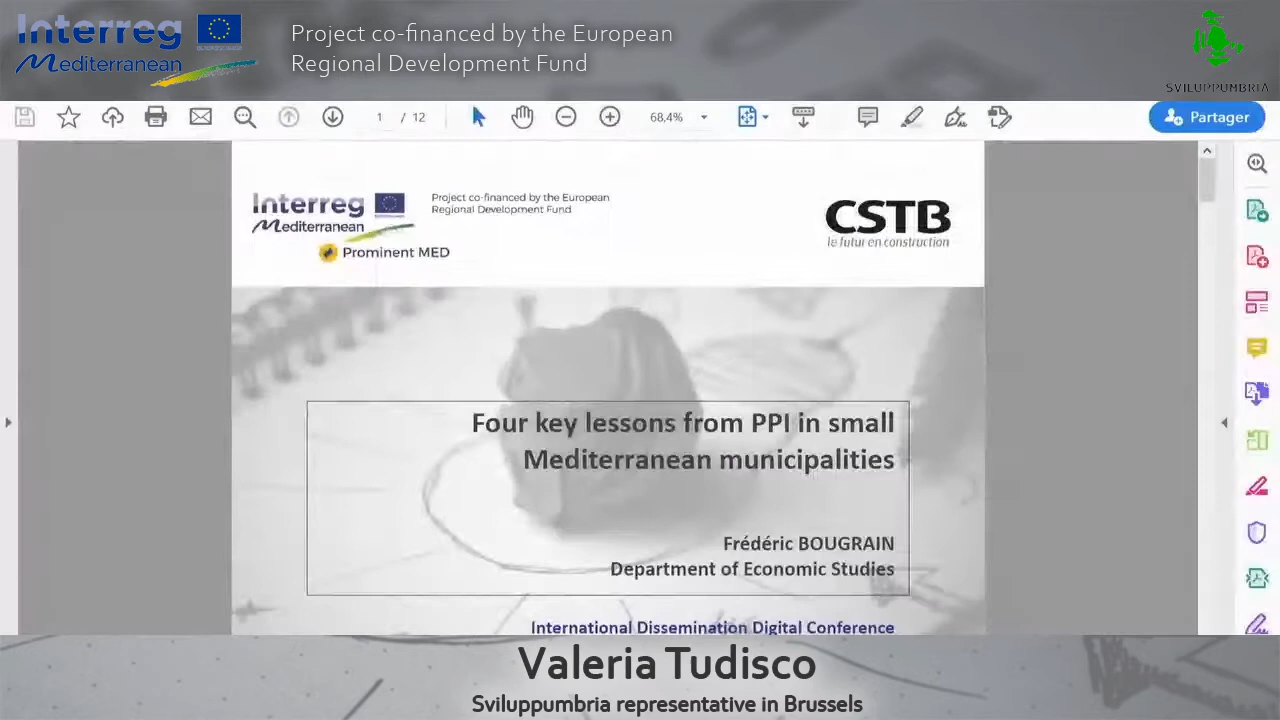 Interreg
Mediterranean
Project co-financed by the European
Regional Development Fund
SVILUPPUMBRIA
1 / 12
68,4%
Partager
Interreg
Mediterranean
Prominent MED
Project co-financed by the European
Regional Development Fund
CSTB
le futur en construction
Four key lessons from PPI in small
Mediterranean municipalities
Frédéric BOUGRAIN
Department of Economic Studies
International Dissemination Digital Conference
Valeria Tudisco
Sviluppumbria representative in Brussels